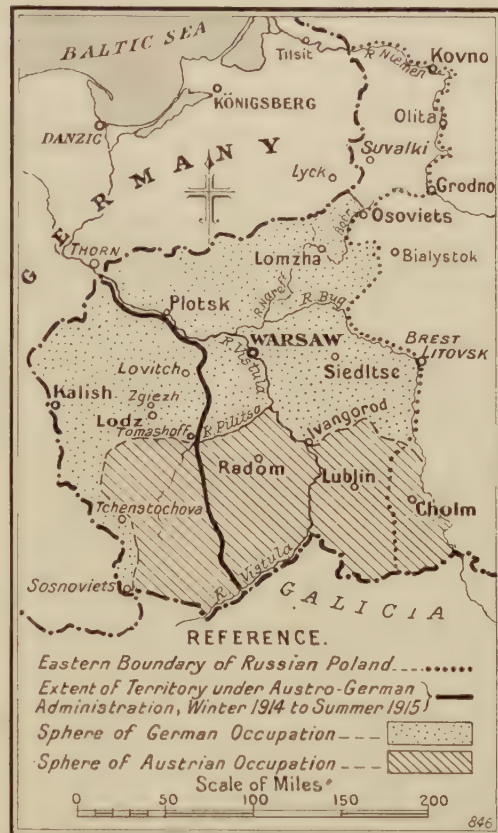 BALTIC SEA
Tilsit
R Niemen
Kovno
KÖNIGSBERG
Olita
DANZIG
Suvalki
GERMANY
Lyck
Grodno
Osoviets
THORN
Lomzha
Bialystok
R Narew
R Bug
Plotsk
R Vistula
WARSAW
BREST
LITOVSK
Lovitch
Siedltse
Kalish
Zgiezh
Lodz
R Pilitsa
Ivangorod
Tomashoff
Radom
Lublin
Cholm
Tchenstochova
Sosnoviets
R Vistula
GALICIA
REFERENCE.
Eastern Boundary of Russian Poland
Extent of Territory under Austro-German
Administration, Winter 1914 to Summer 1915
Sphere of German Occupation
Sphere of Austrian Occupation
Scale of Miles
0 50 100 150 200
846